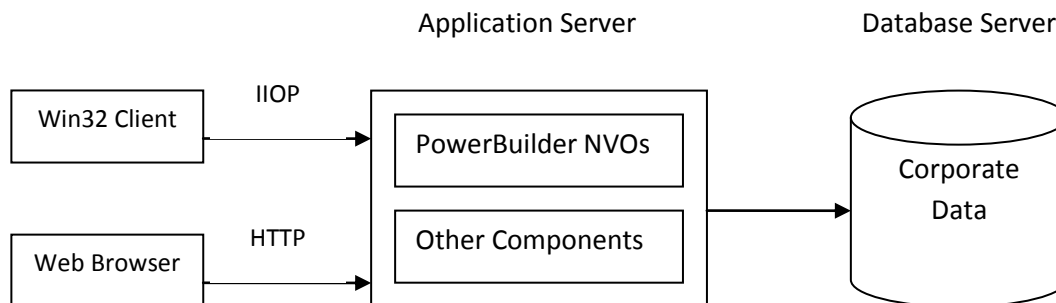 Application Server
Database Server
IIOP
Win32 Client
PowerBuilder NVOs
Corporate
Data
HTTP
Other Components
Web Browser